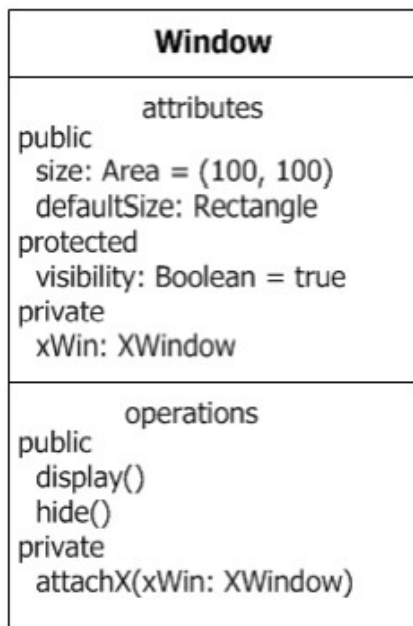 Window
attributes
public
size: Area = (100, 100)
defaultSize: Rectangle
protected
visibility: Boolean = true
private
xWin: XWindow
operations
public
display()
hide()
private
attachX(xWin: XWindow)